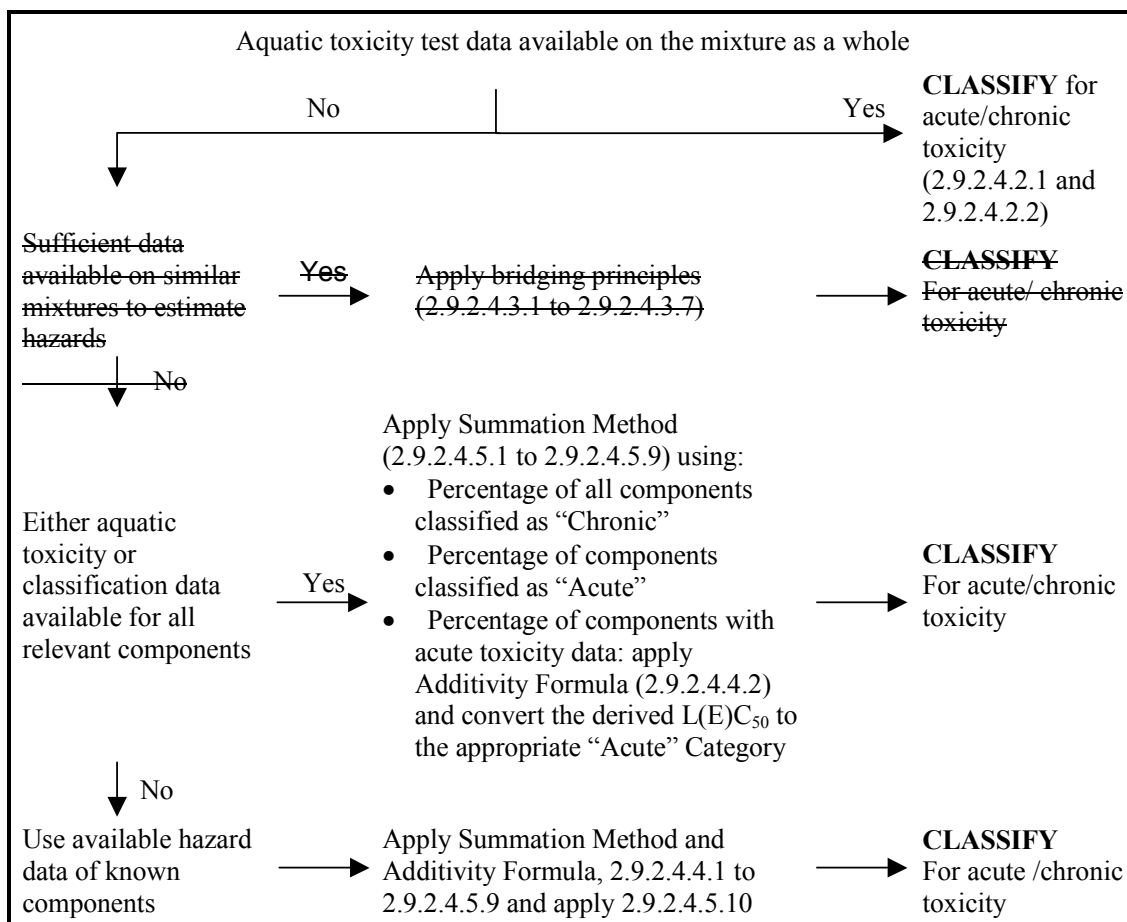 Aquatic toxicity test data available on the mixture as a whole
No
Yes
CLASSIFY for
acute/chronic
toxicity
(2.9.2.4.2.1 and
2.9.2.4.2.2)
Sufficient data
available on similar
mixtures to estimate
hazards
Yes
Apply bridging principles
(2.9.2.4.3.1 to 2.9.2.4.3.7)
CLASSIFY
For acute/ chronic
toxicity
No
Either aquatic
toxicity or
classification data
available for all
relevant components
Yes
Apply Summation Method
(2.9.2.4.5.1 to 2.9.2.4.5.9) using:
• Percentage of all components
classified as “Chronic”
• Percentage of components
classified as “Acute”
• Percentage of components with
acute toxicity data: apply
Additivity Formula (2.9.2.4.4.2)
and convert the derived L(E)C₅₀ to
the appropriate “Acute” Category
CLASSIFY
For acute/chronic
toxicity
No
Use available hazard
data of known
components
Apply Summation Method and
Additivity Formula, 2.9.2.4.4.1 to
2.9.2.4.5.9 and apply 2.9.2.4.5.10
CLASSIFY
For acute /chronic
toxicity